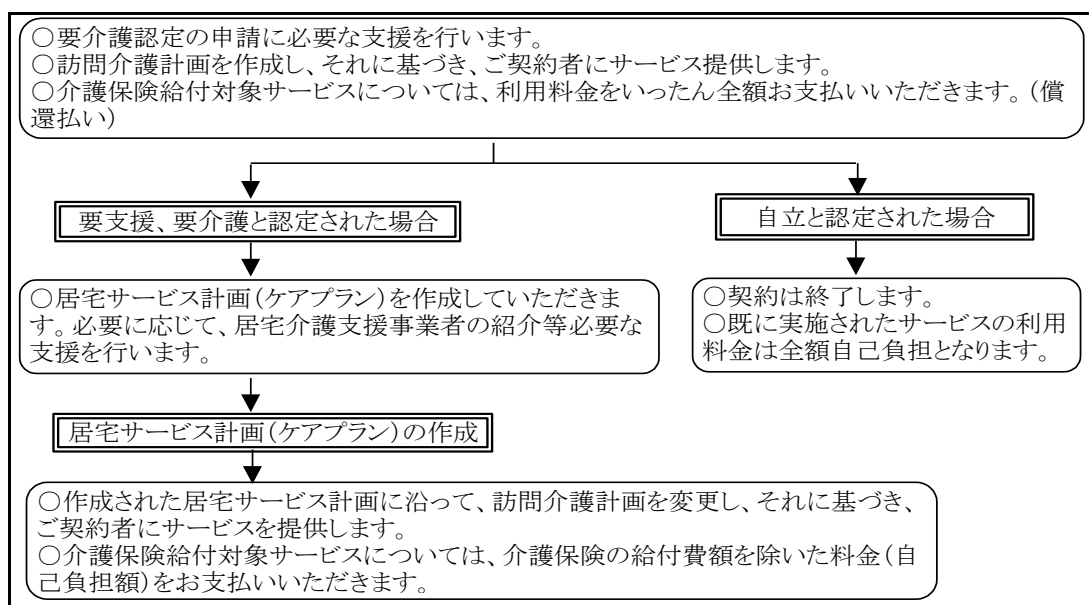 ○要介護認定の申請に必要な支援を行います。
○訪問介護計画を作成し、それに基づき、ご契約者にサービス提供します。
○介護保険給付対象サービスについては、利用料金をいったん全額お支払いいただきます。(償
還払い)
要支援、要介護と認定された場合
自立と認定された場合
○居宅サービス計画(ケアプラン)を作成していただきま
す。必要に応じて、居宅介護支援事業者の紹介等必要な
支援を行います。
○契約は終了します。
○既に実施されたサービスの利用
料金は全額自己負担となります。
居宅サービス計画(ケアプラン)の作成
○作成された居宅サービス計画に沿って、訪問介護計画を変更し、それに基づき、
ご契約者にサービスを提供します。
○介護保険給付対象サービスについては、介護保険の給付費額を除いた料金(自
己負担額)をお支払いいただきます。